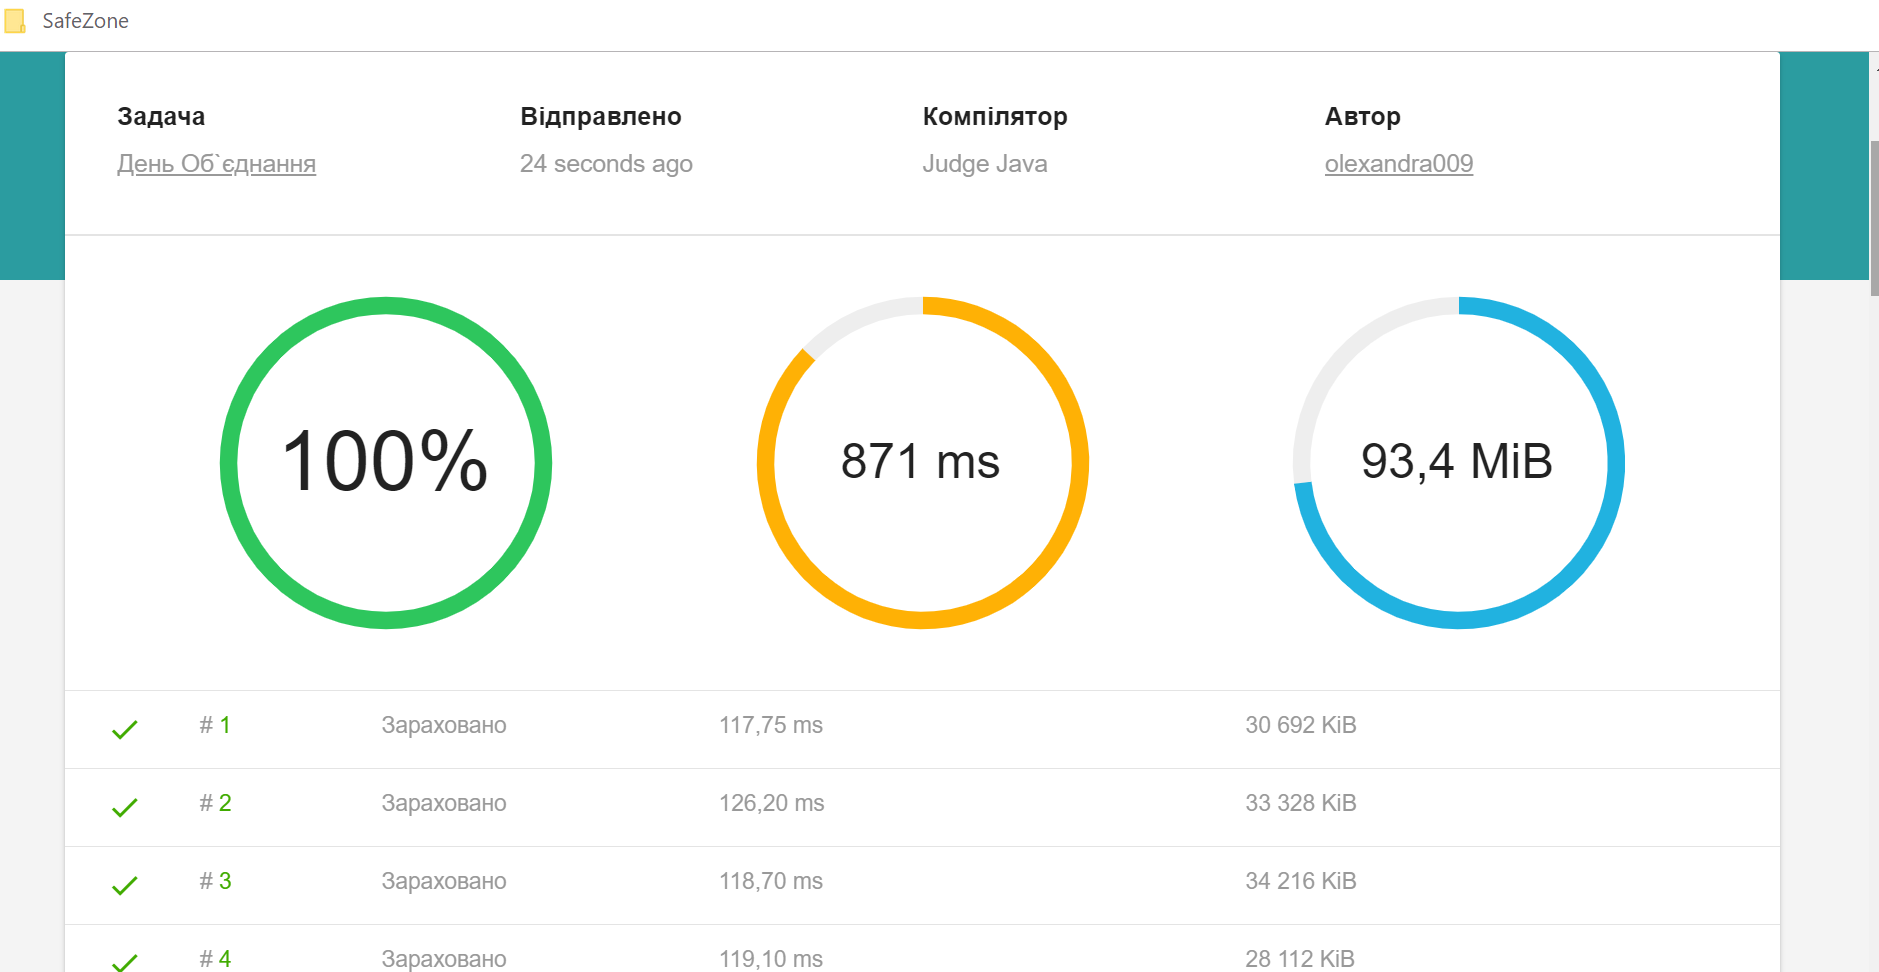 SafeZone
Задача Відправлено Компілятор Автор
День Об`єднання 24 seconds ago Judge Java olexandra009
100% 871 ms 93,4 MiB
# 1 Зараховано 117,75 ms 30 692 KiB
# 2 Зараховано 126,20 ms 33 328 KiB
# 3 Зараховано 118,70 ms 34 216 KiB
# 4 Зараховано 119,10 ms 28 112 KiB